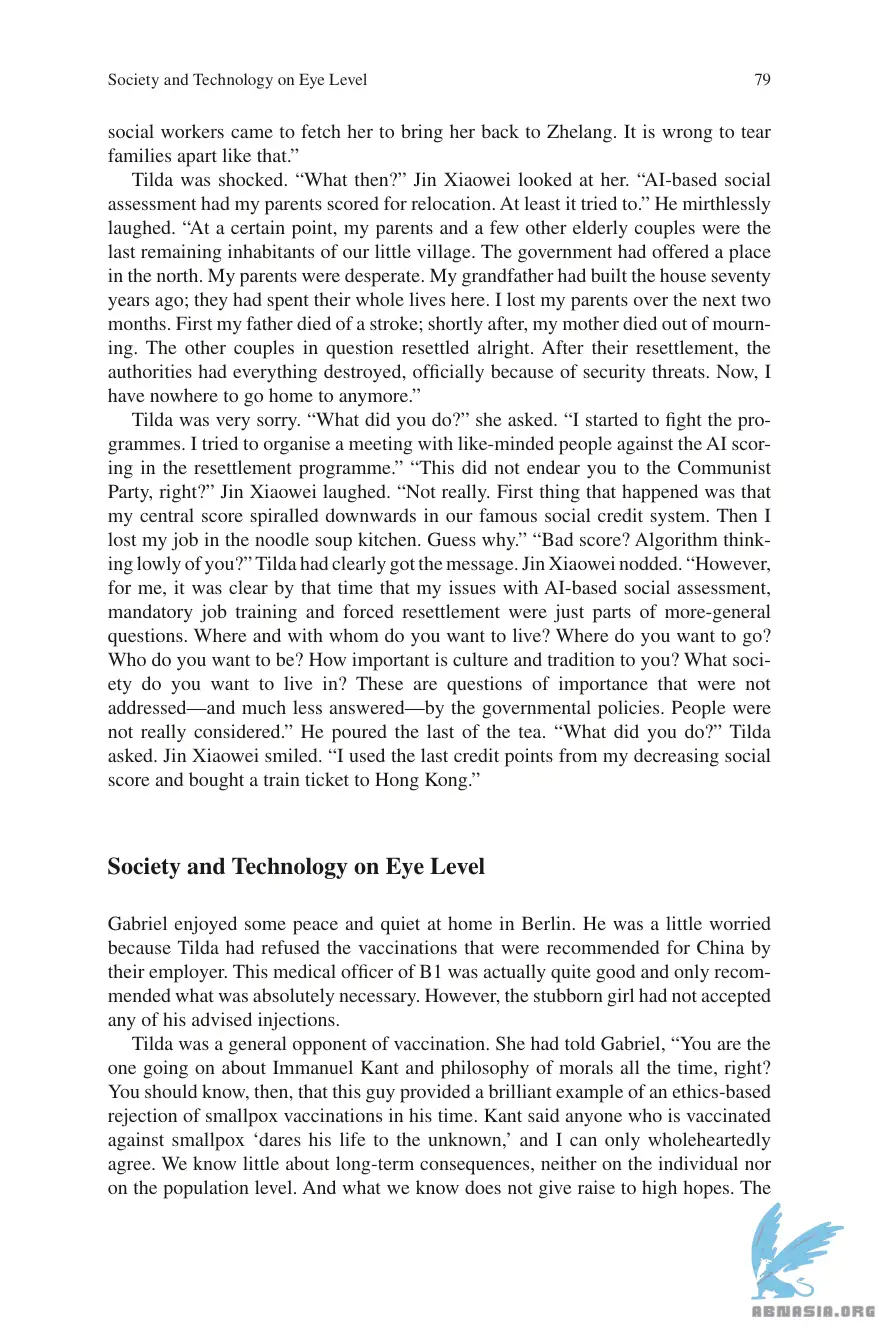 Society and Technology on Eye Level 79
social workers came to fetch her to bring her back to Zhelang. It is wrong to tear
families apart like that.”
Tilda was shocked. “What then?” Jin Xiaowei looked at her. “AI-based social
assessment had my parents scored for relocation. At least it tried to.” He mirthlessly
laughed. “At a certain point, my parents and a few other elderly couples were the
last remaining inhabitants of our little village. The government had offered a place
in the north. My parents were desperate. My grandfather had built the house seventy
years ago; they had spent their whole lives here. I lost my parents over the next two
months. First my father died of a stroke; shortly after, my mother died out of mourn-
ing. The other couples in question resettled alright. After their resettlement, the
authorities had everything destroyed, officially because of security threats. Now, I
have nowhere to go home to anymore.”
Tilda was very sorry. “What did you do?” she asked. “I started to fight the pro-
grammes. I tried to organise a meeting with like-minded people against the AI scor-
ing in the resettlement programme.” “This did not endear you to the Communist
Party, right?” Jin Xiaowei laughed. “Not really. First thing that happened was that
my central score spiralled downwards in our famous social credit system. Then I
lost my job in the noodle soup kitchen. Guess why.” “Bad score? Algorithm think-
ing lowly of you?” Tilda had clearly got the message. Jin Xiaowei nodded. “However,
for me, it was clear by that time that my issues with AI-based social assessment,
mandatory job training and forced resettlement were just parts of more-general
questions. Where and with whom do you want to live? Where do you want to go?
Who do you want to be? How important is culture and tradition to you? What soci-
ety do you want to live in? These are questions of importance that were not
addressed—and much less answered—by the governmental policies. People were
not really considered.” He poured the last of the tea. “What did you do?” Tilda
asked. Jin Xiaowei smiled. “I used the last credit points from my decreasing social
score and bought a train ticket to Hong Kong.”
Society and Technology on Eye Level
Gabriel enjoyed some peace and quiet at home in Berlin. He was a little worried
because Tilda had refused the vaccinations that were recommended for China by
their employer. This medical officer of B1 was actually quite good and only recom-
mended what was absolutely necessary. However, the stubborn girl had not accepted
any of his advised injections.
Tilda was a general opponent of vaccination. She had told Gabriel, “You are the
one going on about Immanuel Kant and philosophy of morals all the time, right?
You should know, then, that this guy provided a brilliant example of an ethics-based
rejection of smallpox vaccinations in his time. Kant said anyone who is vaccinated
against smallpox ‘dares his life to the unknown,’ and I can only wholeheartedly
agree. We know little about long-term consequences, neither on the individual nor
on the population level. And what we know does not give raise to high hopes. The
ABNASIA.ORG